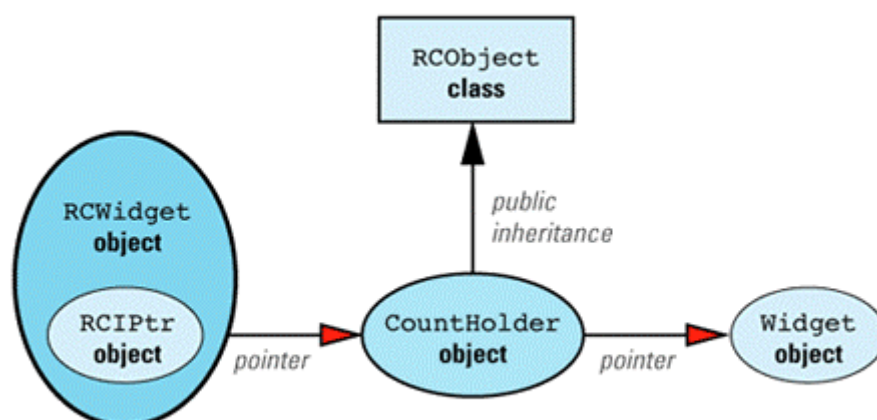 RCObject
class
RCWidget
object
public
inheritance
RCIPtr
object
pointer
CountHolder
object
pointer
Widget
object